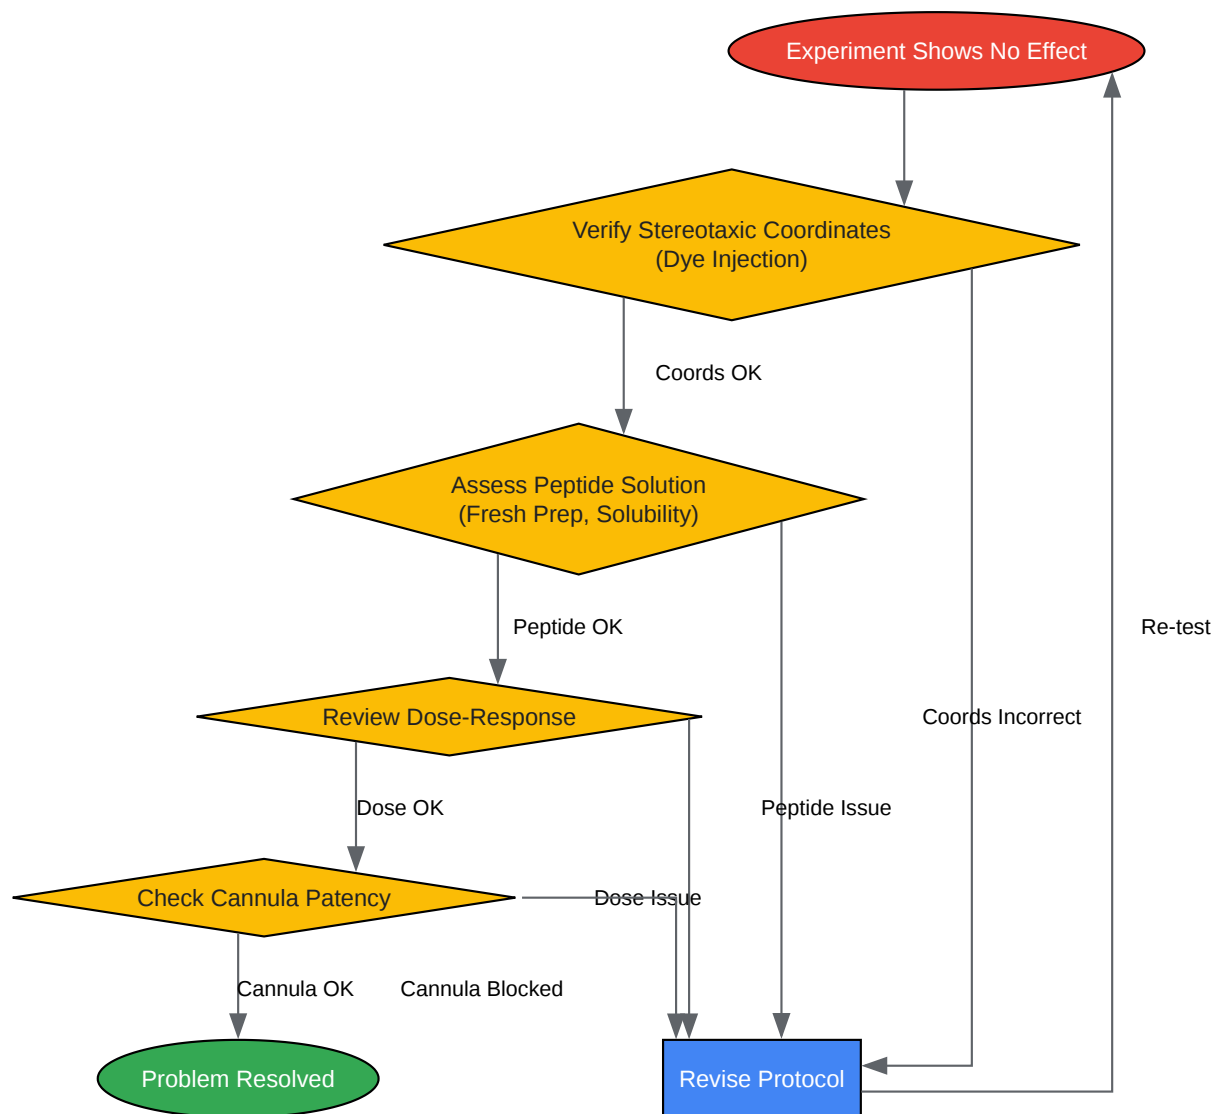 Experiment Shows No Effect
Verify Stereotaxic Coordinates
(Dye Injection)
Coords OK
Assess Peptide Solution
(Fresh Prep, Solubility)
Peptide OK
Re-test
Review Dose-Response
Coords Incorrect
Dose OK
Peptide Issue
Check Cannula Patency
Dose Issue
Cannula OK
Cannula Blocked
Problem Resolved
Revise Protocol